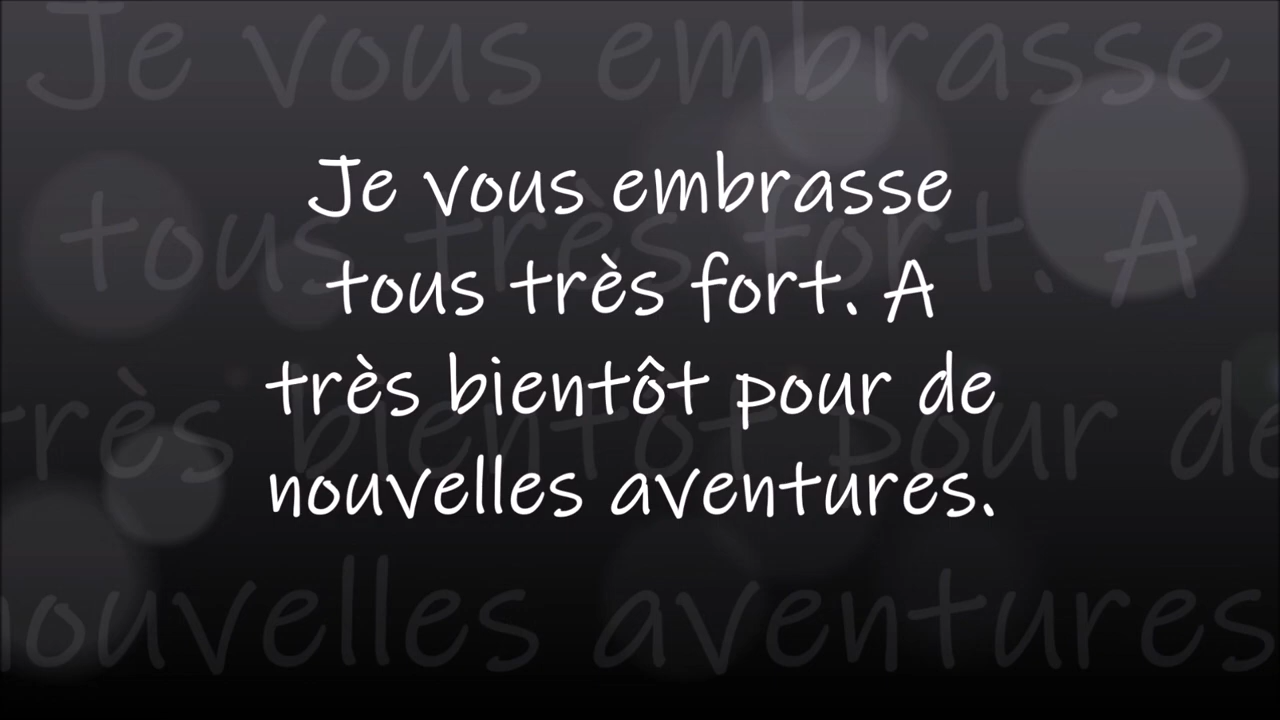 Je vous embrasse
tous très fort. A
très bientôt pour de
nouvelles aventures.